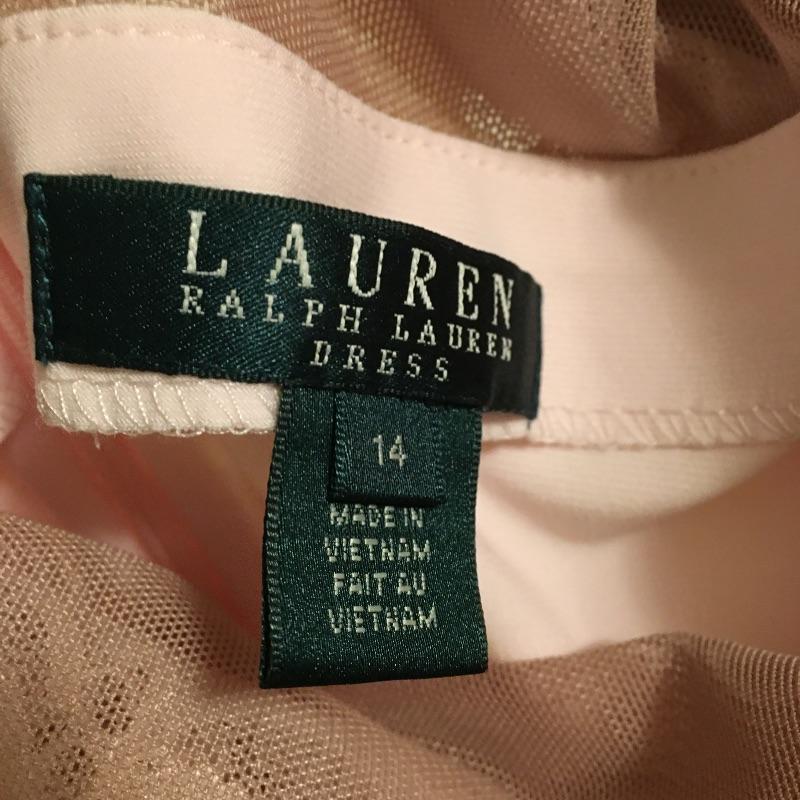 LAUREN
RALPH LAUREN
DRESS
14
MADE IN
VIETNAM
FAIT AU
VIETNAM